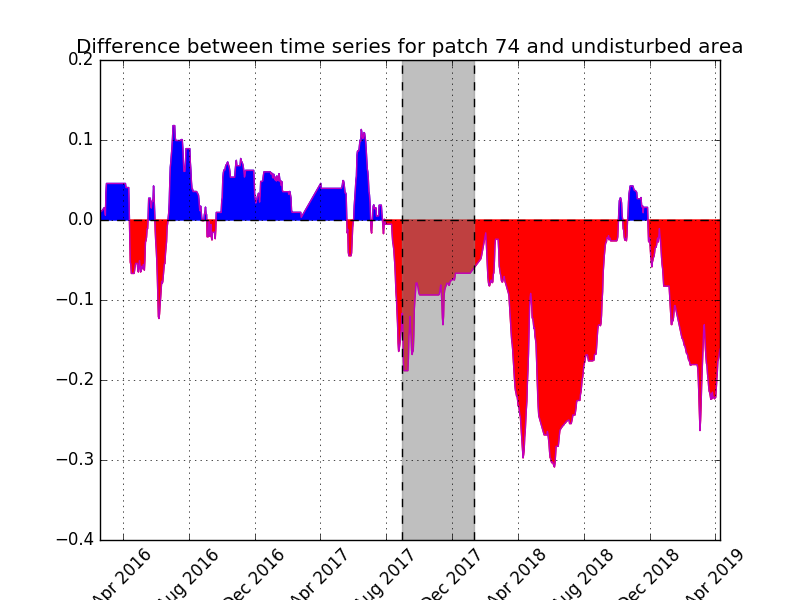 Difference between time series for patch 74 and undisturbed area
0.2
0.1
0.0
−0.1
−0.2
−0.3
−0.4
Apr 2016
Aug 2016
Dec 2016
Apr 2017
Aug 2017
Dec 2017
Apr 2018
Aug 2018
Dec 2018
Apr 2019